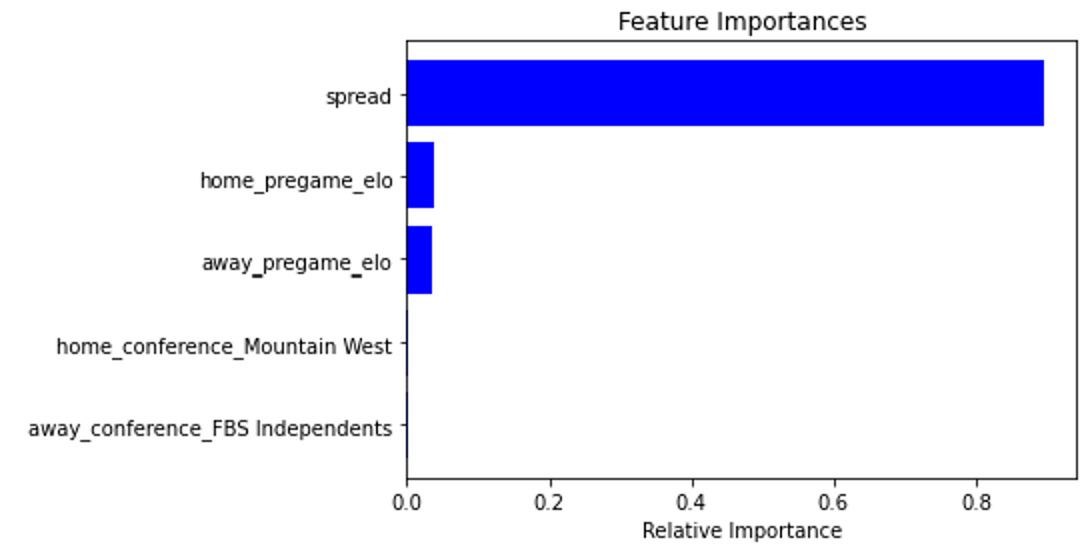 Feature Importances
spread
home_pregame_elo
away_pregame_elo
home_conference_Mountain West
away_conference_FBS Independents
0.0 0.2 0.4 0.6 0.8
Relative Importance